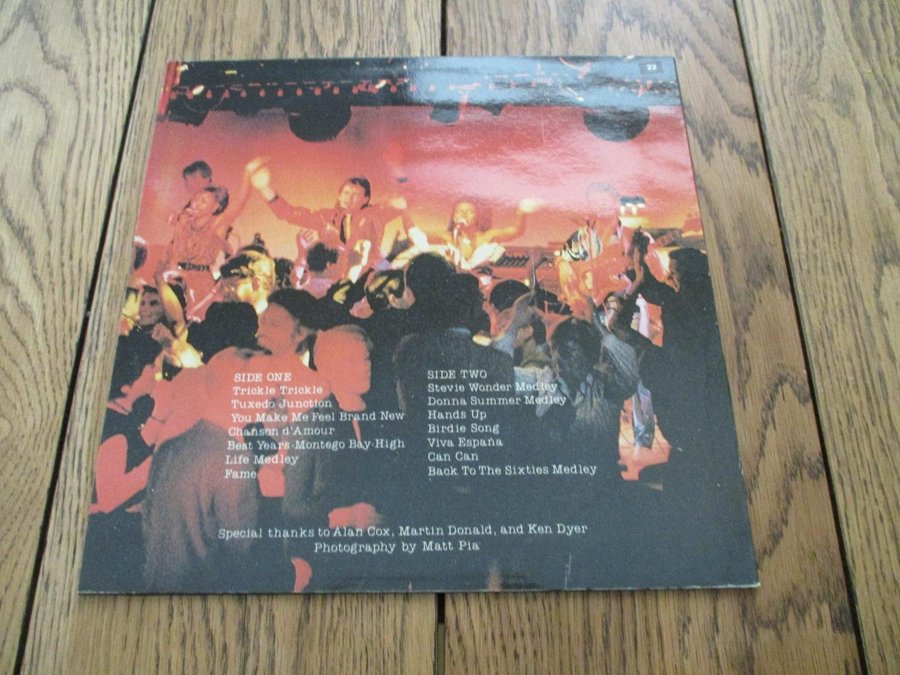 23
SIDE ONE
Trickle Trickle
Tuxedo Junction
You Make Me Feel Brand New
Chanson d'Amour
Best Years-Montego Bay-High
Life Medley
Fame
SIDE TWO
Stevie Wonder Medley
Donna Summer Medley
Hands Up
Birdie Song
Viva España
Can Can
Back To The Sixties Medley
Special thanks to Alan Cox, Martin Donald, and Ken Dyer
Photography by Matt Pia